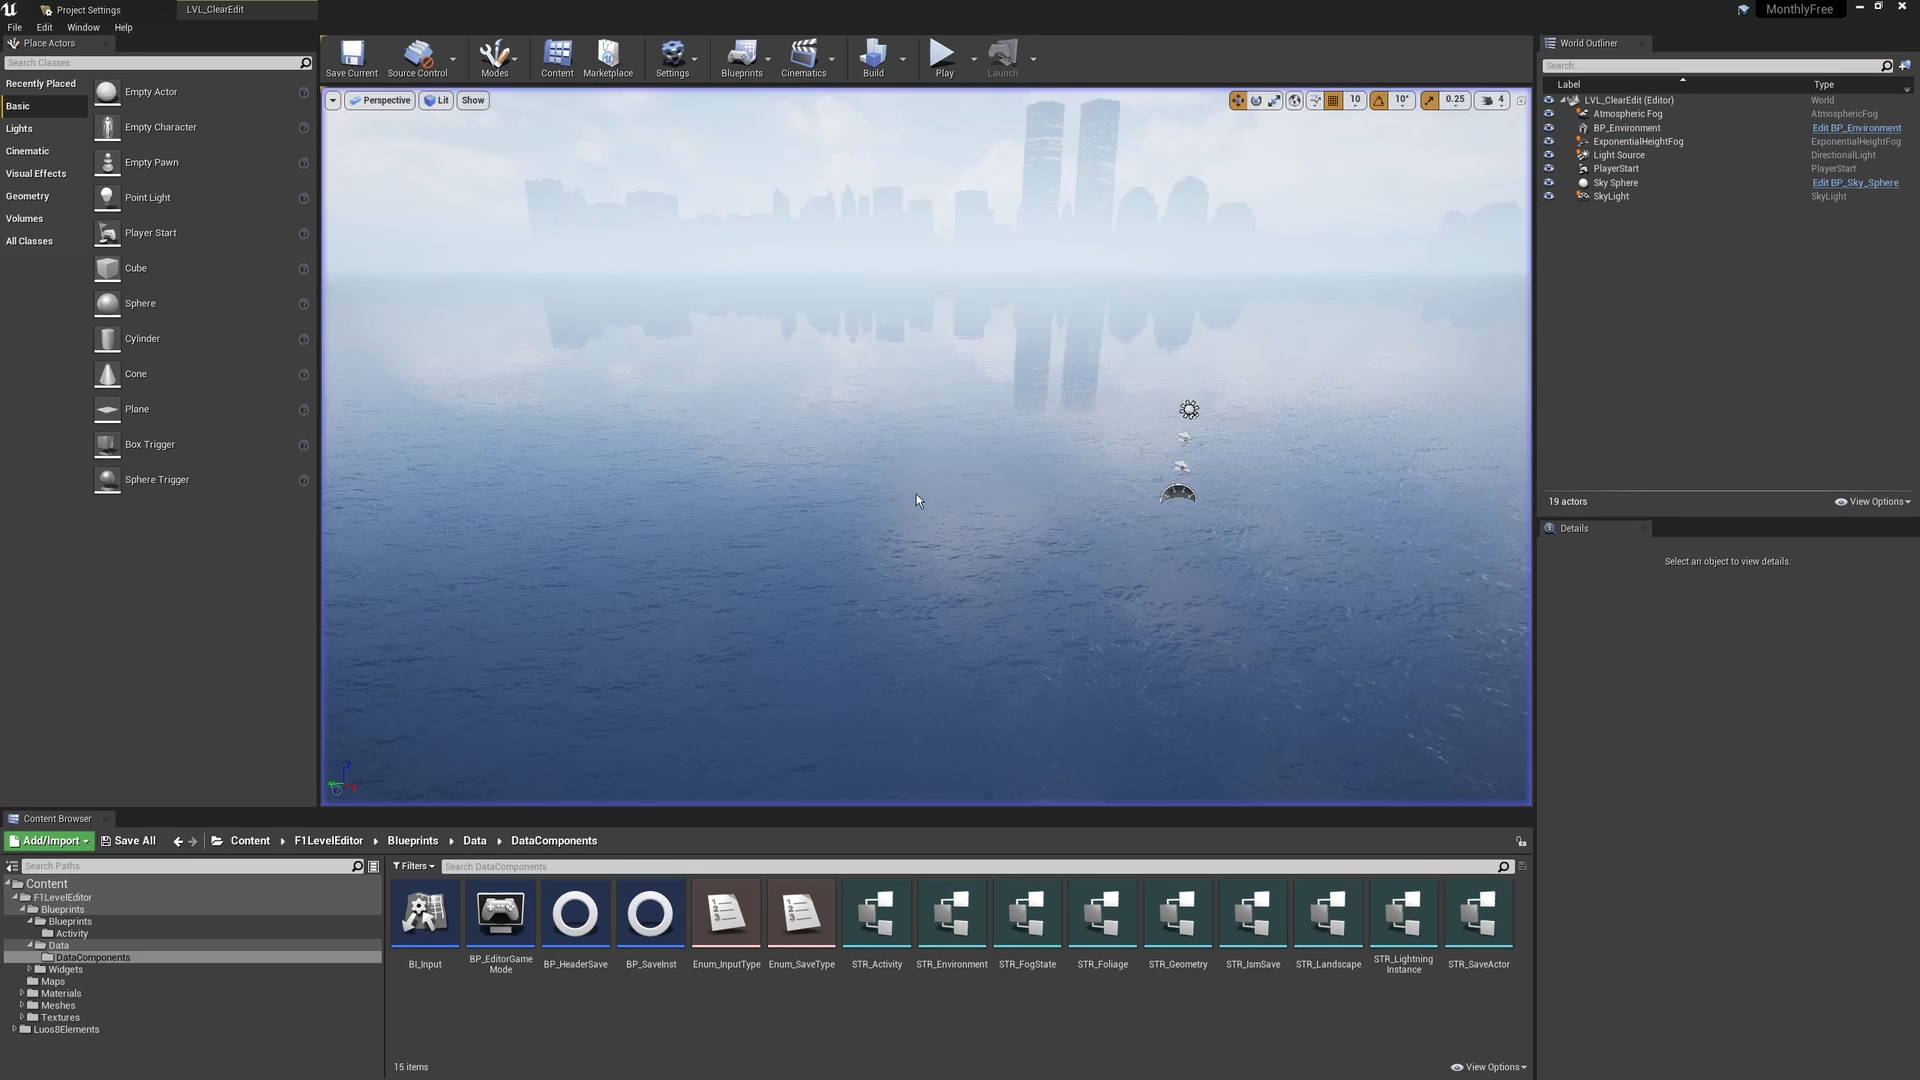 Project Settings
LVL_ClearEdit
MonthlyFree
File Edit Window Help
Place Actors
Search Classes
Recently Placed
Basic
Lights
Cinematic
Visual Effects
Geometry
Volumes
All Classes
Empty Actor
Empty Character
Empty Pawn
Point Light
Player Start
Cube
Sphere
Cylinder
Cone
Plane
Box Trigger
Sphere Trigger
Save Current
Source Control
Modes
Content
Marketplace
Settings
Blueprints
Cinematics
Build
Play
Launch
Perspective
Lit
Show
10
10°
0.25
4
World Outliner
Search...
Label Type
LVL_ClearEdit (Editor) World
Atmospheric Fog AtmosphericFog
BP_Environment Edit BP_Environment
ExponentialHeightFog ExponentialHeightFog
Light Source DirectionalLight
PlayerStart PlayerStart
Sky Sphere Edit BP_Sky_Sphere
SkyLight SkyLight
19 actors
View Options
Details
Select an object to view details.
Content Browser
Add/Import
Save All
Content
F1LevelEditor
Blueprints
Data
DataComponents
Search Paths
Content
F1LevelEditor
Blueprints
Blueprints
Activity
Data
DataComponents
Widgets
Maps
Materials
Meshes
Textures
Luos8Elements
Filters
Search DataComponents
BI_Input
BP_EditorGame
Mode
BP_HeaderSave
BP_SaveInst
Enum_InputType
Enum_SaveType
STR_Activity
STR_Environment
STR_FogState
STR_Foliage
STR_Geometry
STR_IsmSave
STR_Landscape
STR_Lightning
Instance
STR_SaveActor
15 items
View Options